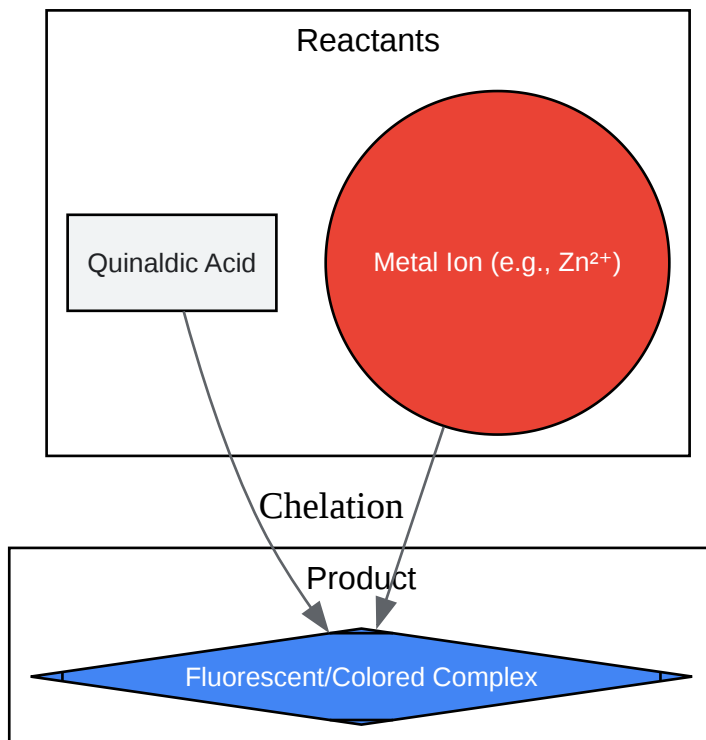 Reactants
Quinaldic Acid
Metal Ion (e.g., Zn²⁺)
Chelation
Product
Fluorescent/Colored Complex